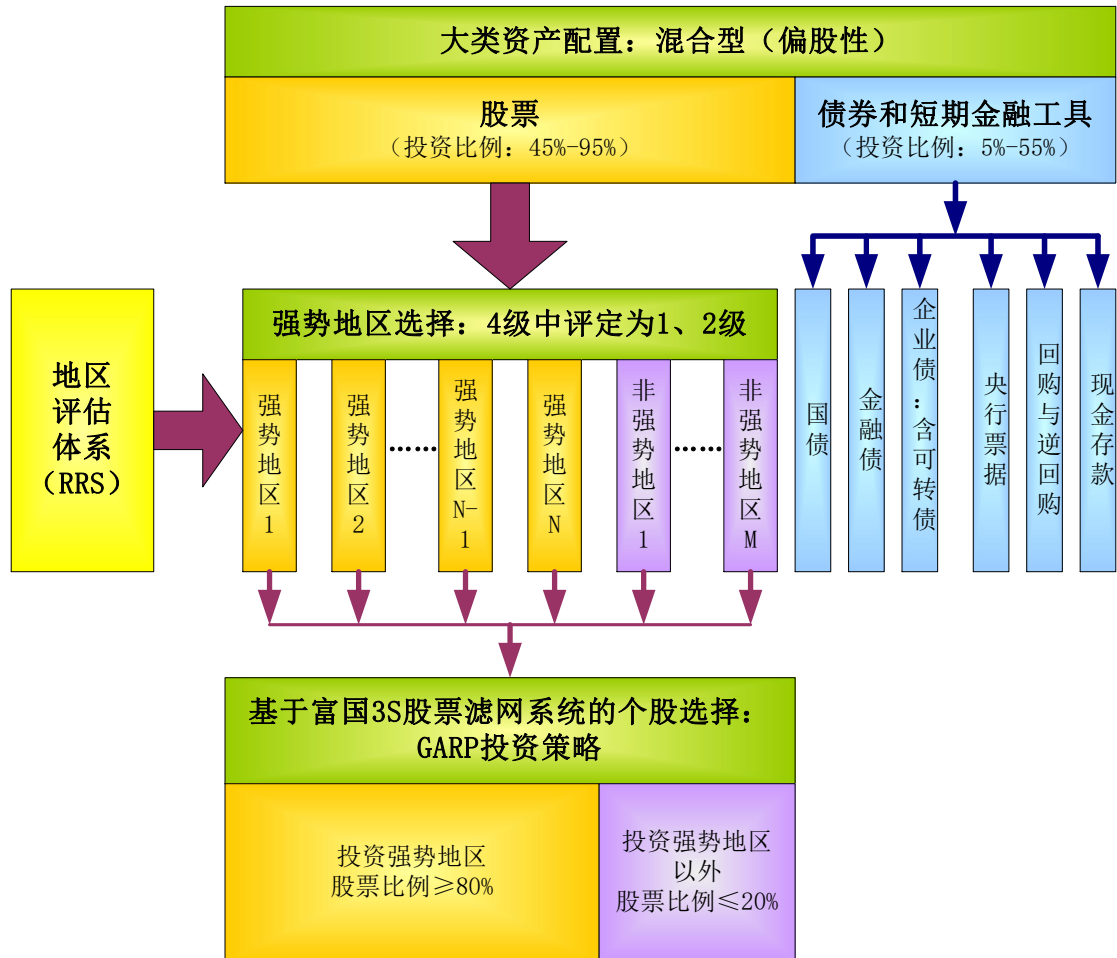 大类资产配置：混合型（偏股性）
股票
（投资比例：45%-95%）
债券和短期金融工具
（投资比例：5%-55%）
地区
评估
体系
（RRS）
强势地区选择：4级中评定为1、2级
强势地区1
强势地区2
……
强势地区N-1
强势地区N
非强势地区1
……
非强势地区M
国债
金融债
企业债：含可转债
央行票据
回购与逆回购
现金存款
基于富国3S股票滤网系统的个股选择：
GARP投资策略
投资强势地区
股票比例≥80%
投资强势地区
以外
股票比例≤20%